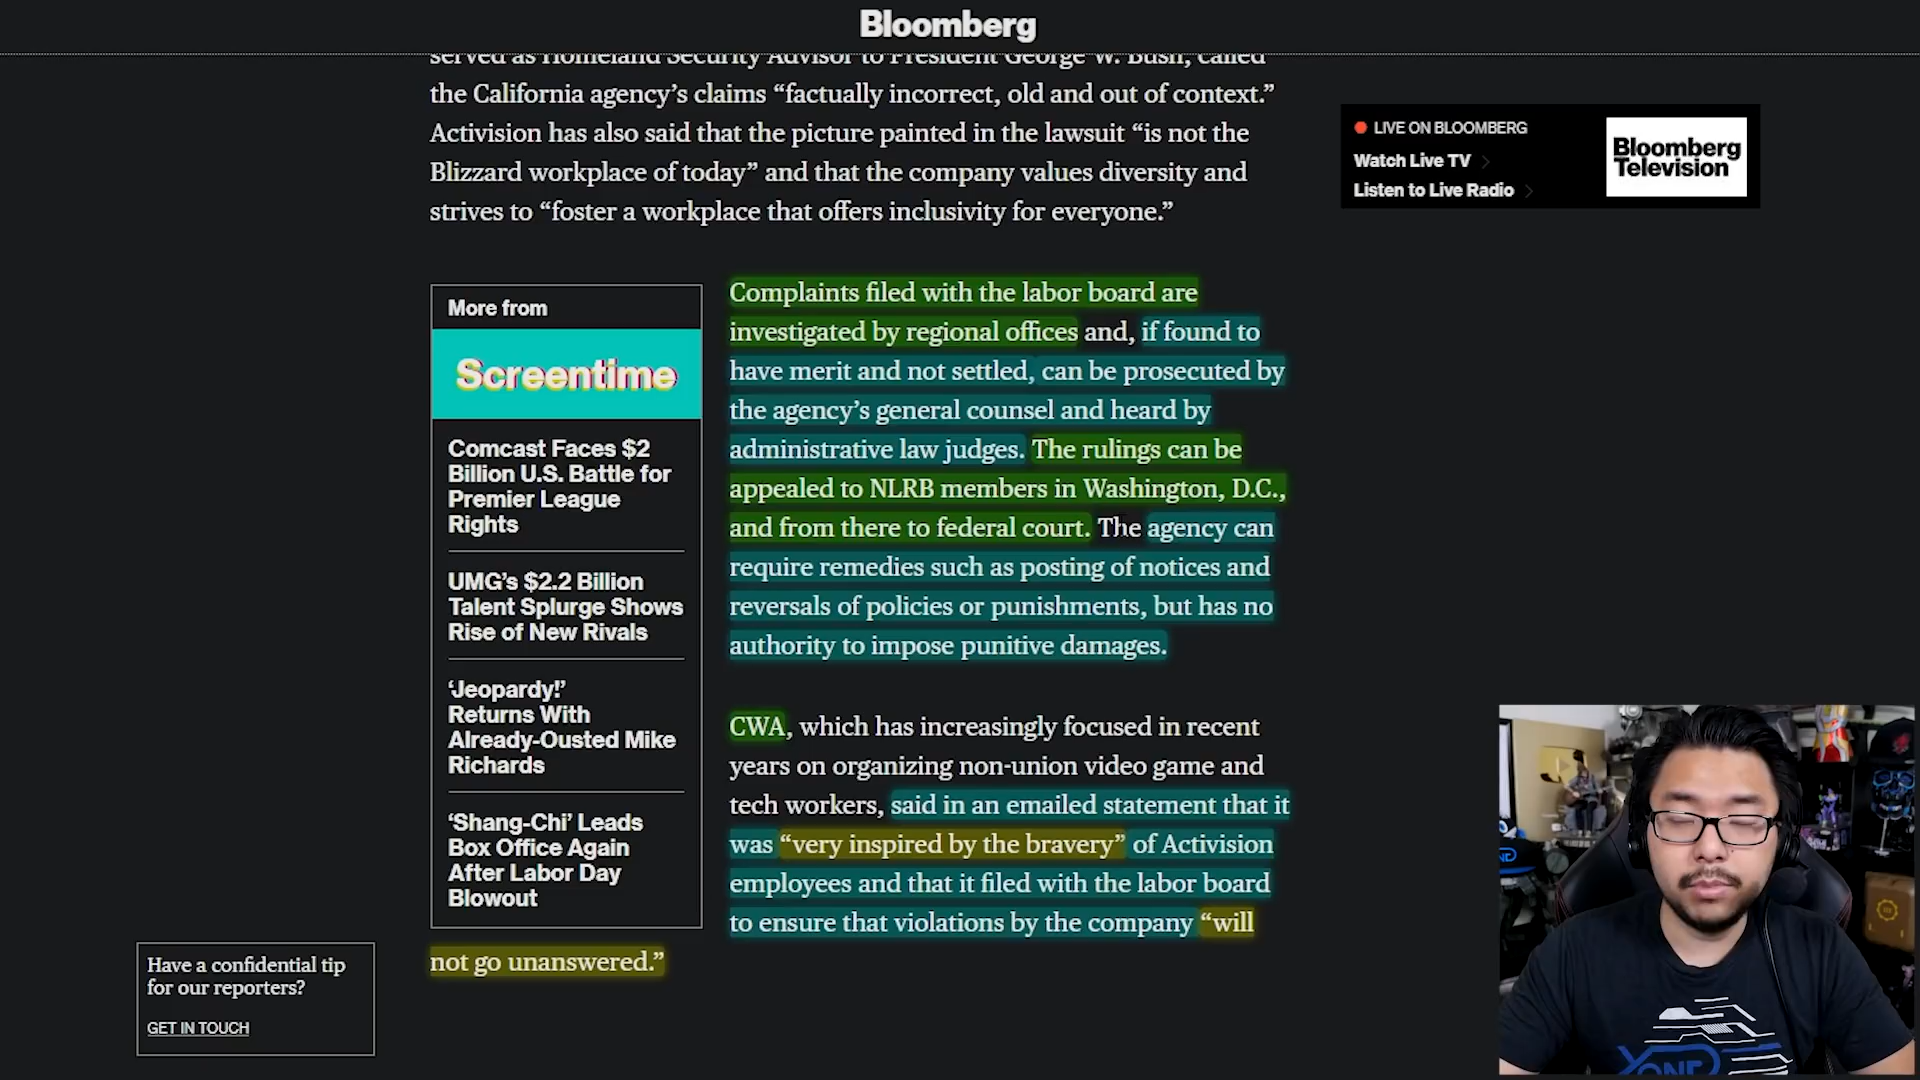 Bloomberg
served as Homeland Security Advisor to President George W. Bush, called
the California agency’s claims “factually incorrect, old and out of context.”
Activision has also said that the picture painted in the lawsuit “is not the
Blizzard workplace of today” and that the company values diversity and
strives to “foster a workplace that offers inclusivity for everyone.”
LIVE ON BLOOMBERG
Watch Live TV
Listen to Live Radio
Bloomberg
Television
More from
Screentime
Comcast Faces $2
Billion U.S. Battle for
Premier League
Rights
UMG’s $2.2 Billion
Talent Splurge Shows
Rise of New Rivals
‘Jeopardy!’
Returns With
Already-Ousted Mike
Richards
‘Shang-Chi’ Leads
Box Office Again
After Labor Day
Blowout
Complaints filed with the labor board are
investigated by regional offices and, if found to
have merit and not settled, can be prosecuted by
the agency’s general counsel and heard by
administrative law judges. The rulings can be
appealed to NLRB members in Washington, D.C.,
and from there to federal court. The agency can
require remedies such as posting of notices and
reversals of policies or punishments, but has no
authority to impose punitive damages.
CWA, which has increasingly focused in recent
years on organizing non-union video game and
tech workers, said in an emailed statement that it
was “very inspired by the bravery” of Activision
employees and that it filed with the labor board
to ensure that violations by the company “will
not go unanswered.”
Have a confidential tip
for our reporters?
GET IN TOUCH